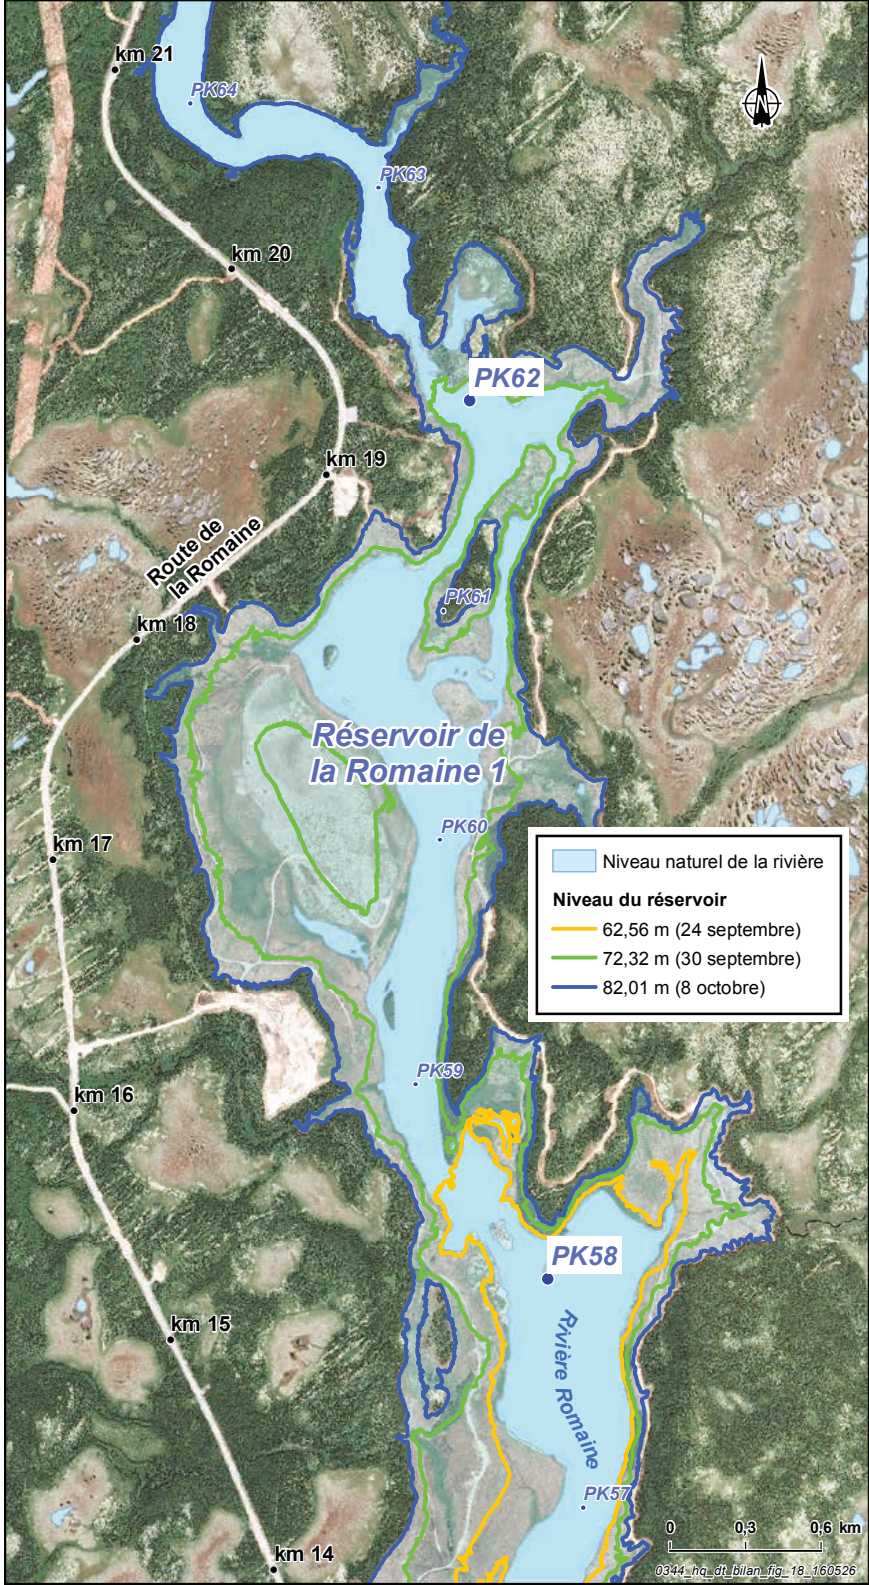 km 21
PK64
N
PK63
km 20
PK62
km 19
Route de
la Romaine
PK61
km 18
Réservoir de
la Romaine 1
PK60
km 17
Niveau naturel de la rivière
Niveau du réservoir
62,56 m (24 septembre)
72,32 m (30 septembre)
82,01 m (8 octobre)
PK59
km 16
PK58
km 15
Rivière Romaine
PK57
0 0,3 0,6 km
km 14
0344_hq_dt_bilan_fig_18_160526